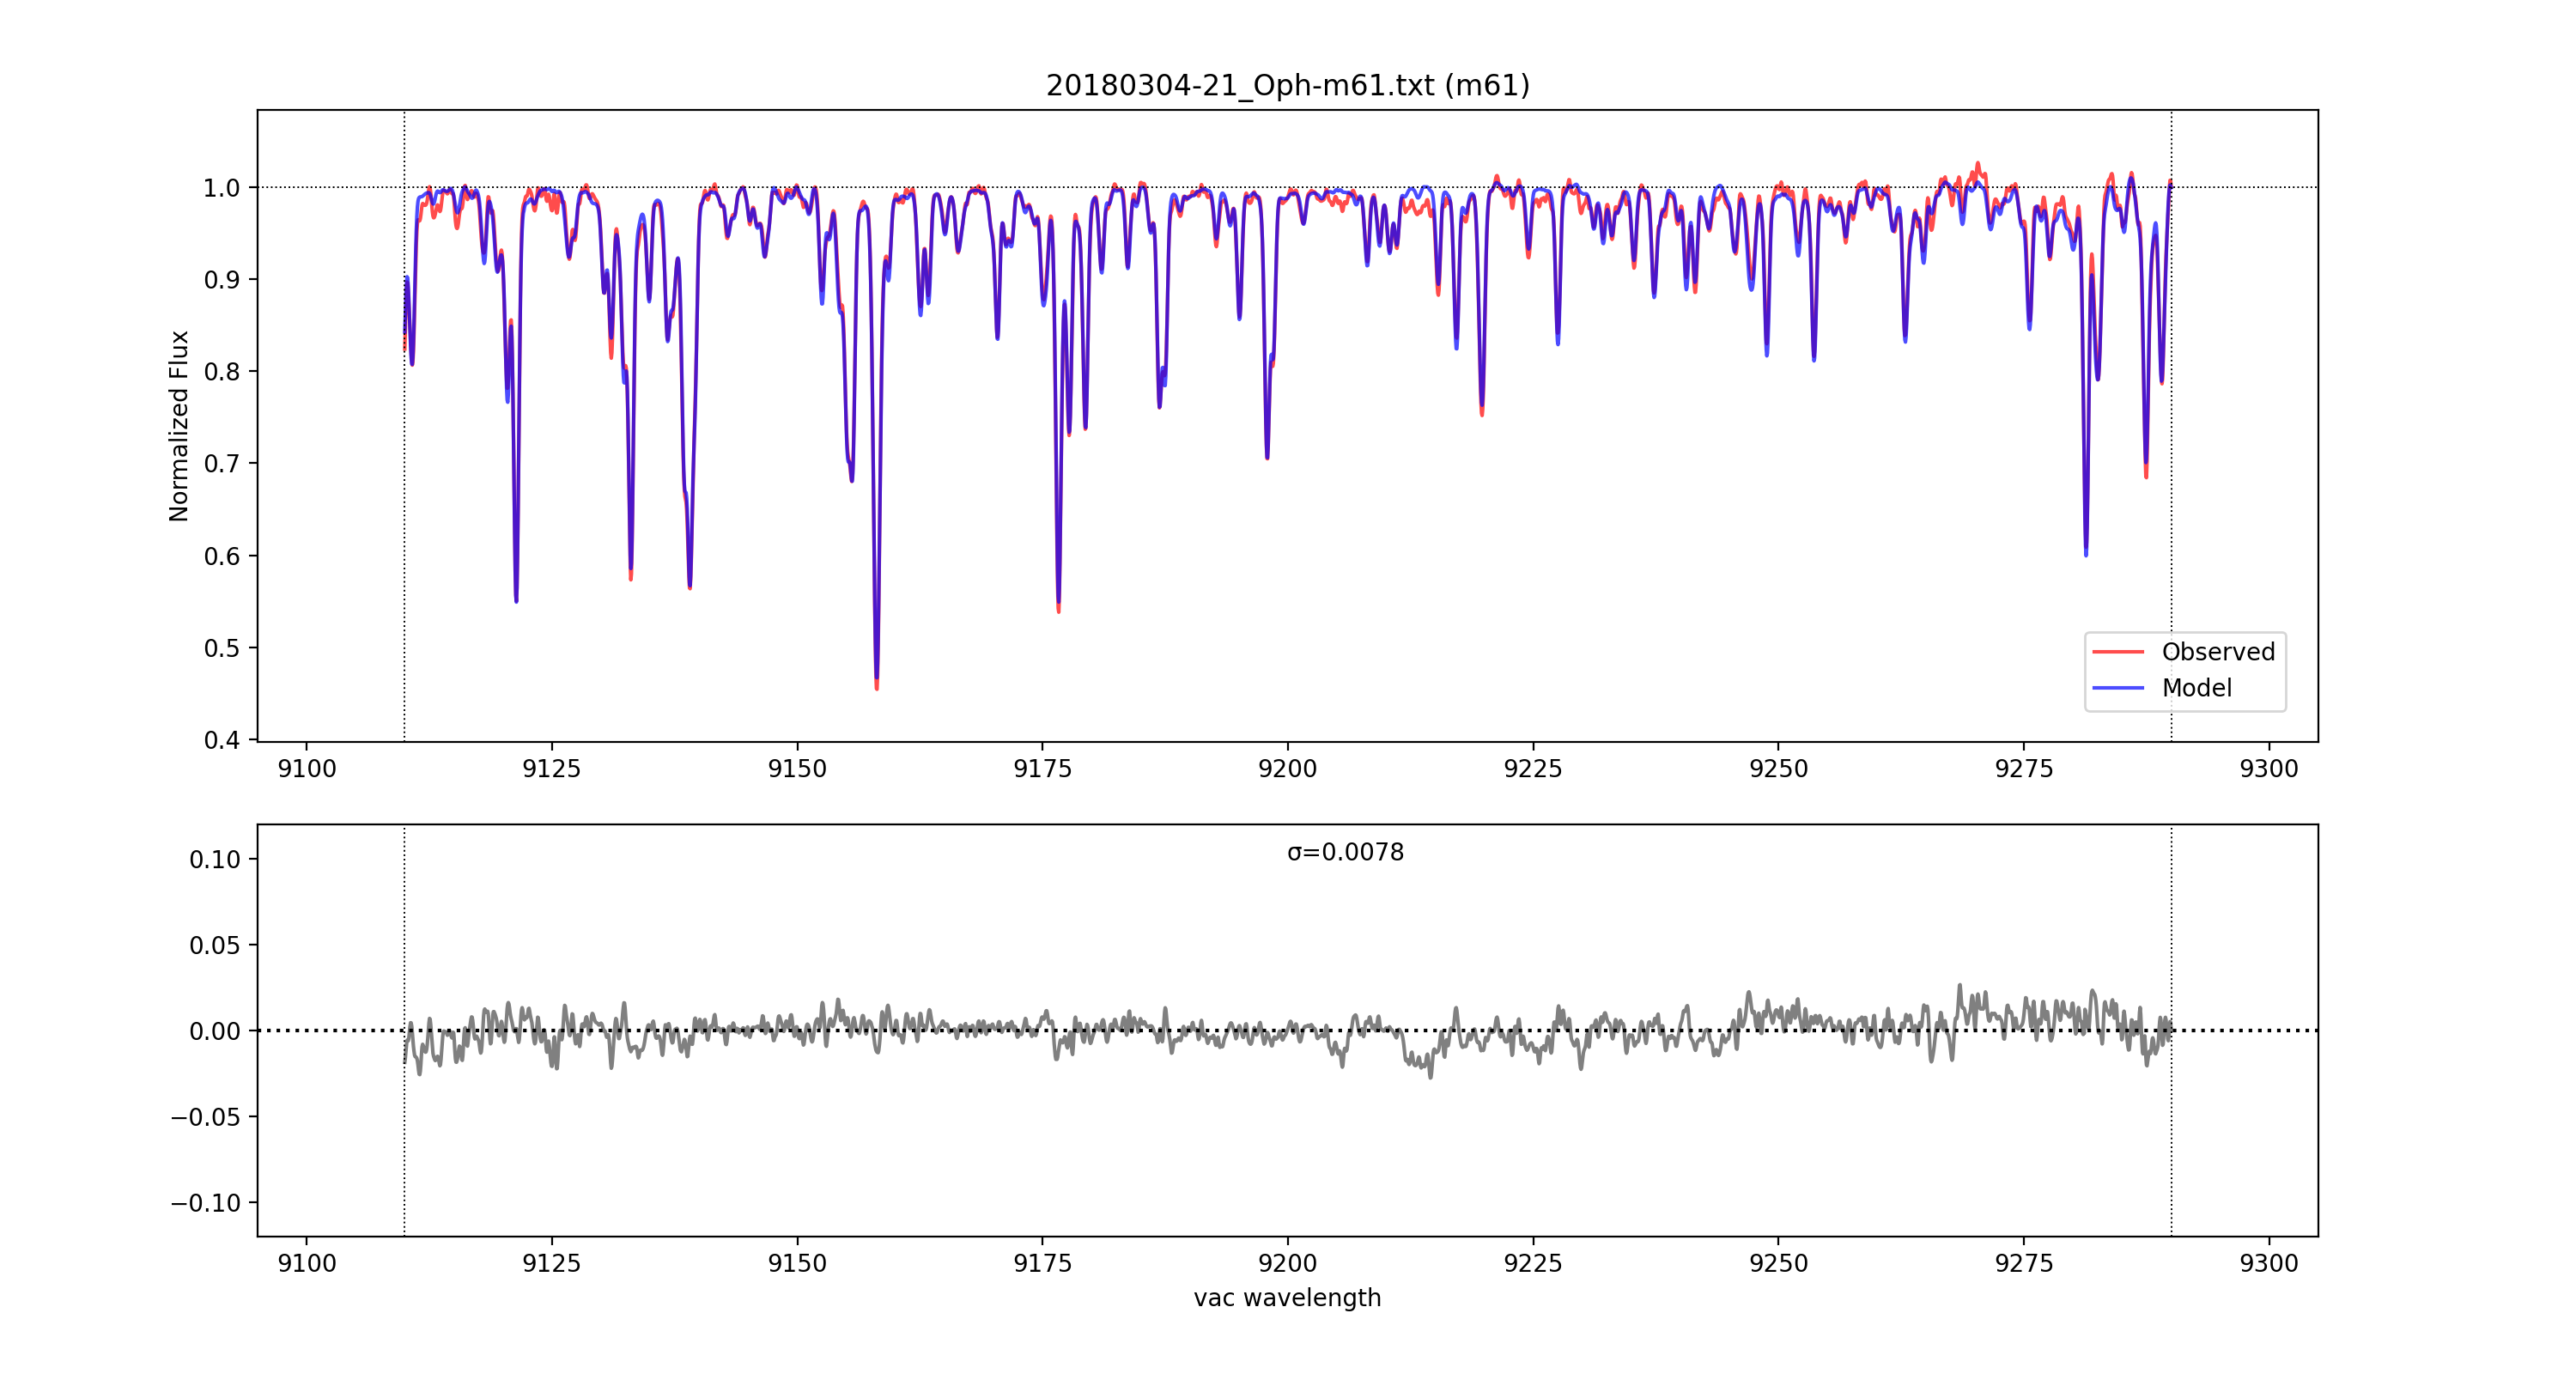 20180304-21_Oph-m61.txt (m61)
Normalized Flux
1.0
0.9
0.8
0.7
0.6
0.5
0.4
9100 9125 9150 9175 9200 9225 9250 9275 9300
Observed
Model
σ=0.0078
0.10
0.05
0.00
−0.05
−0.10
9100 9125 9150 9175 9200 9225 9250 9275 9300
vac wavelength